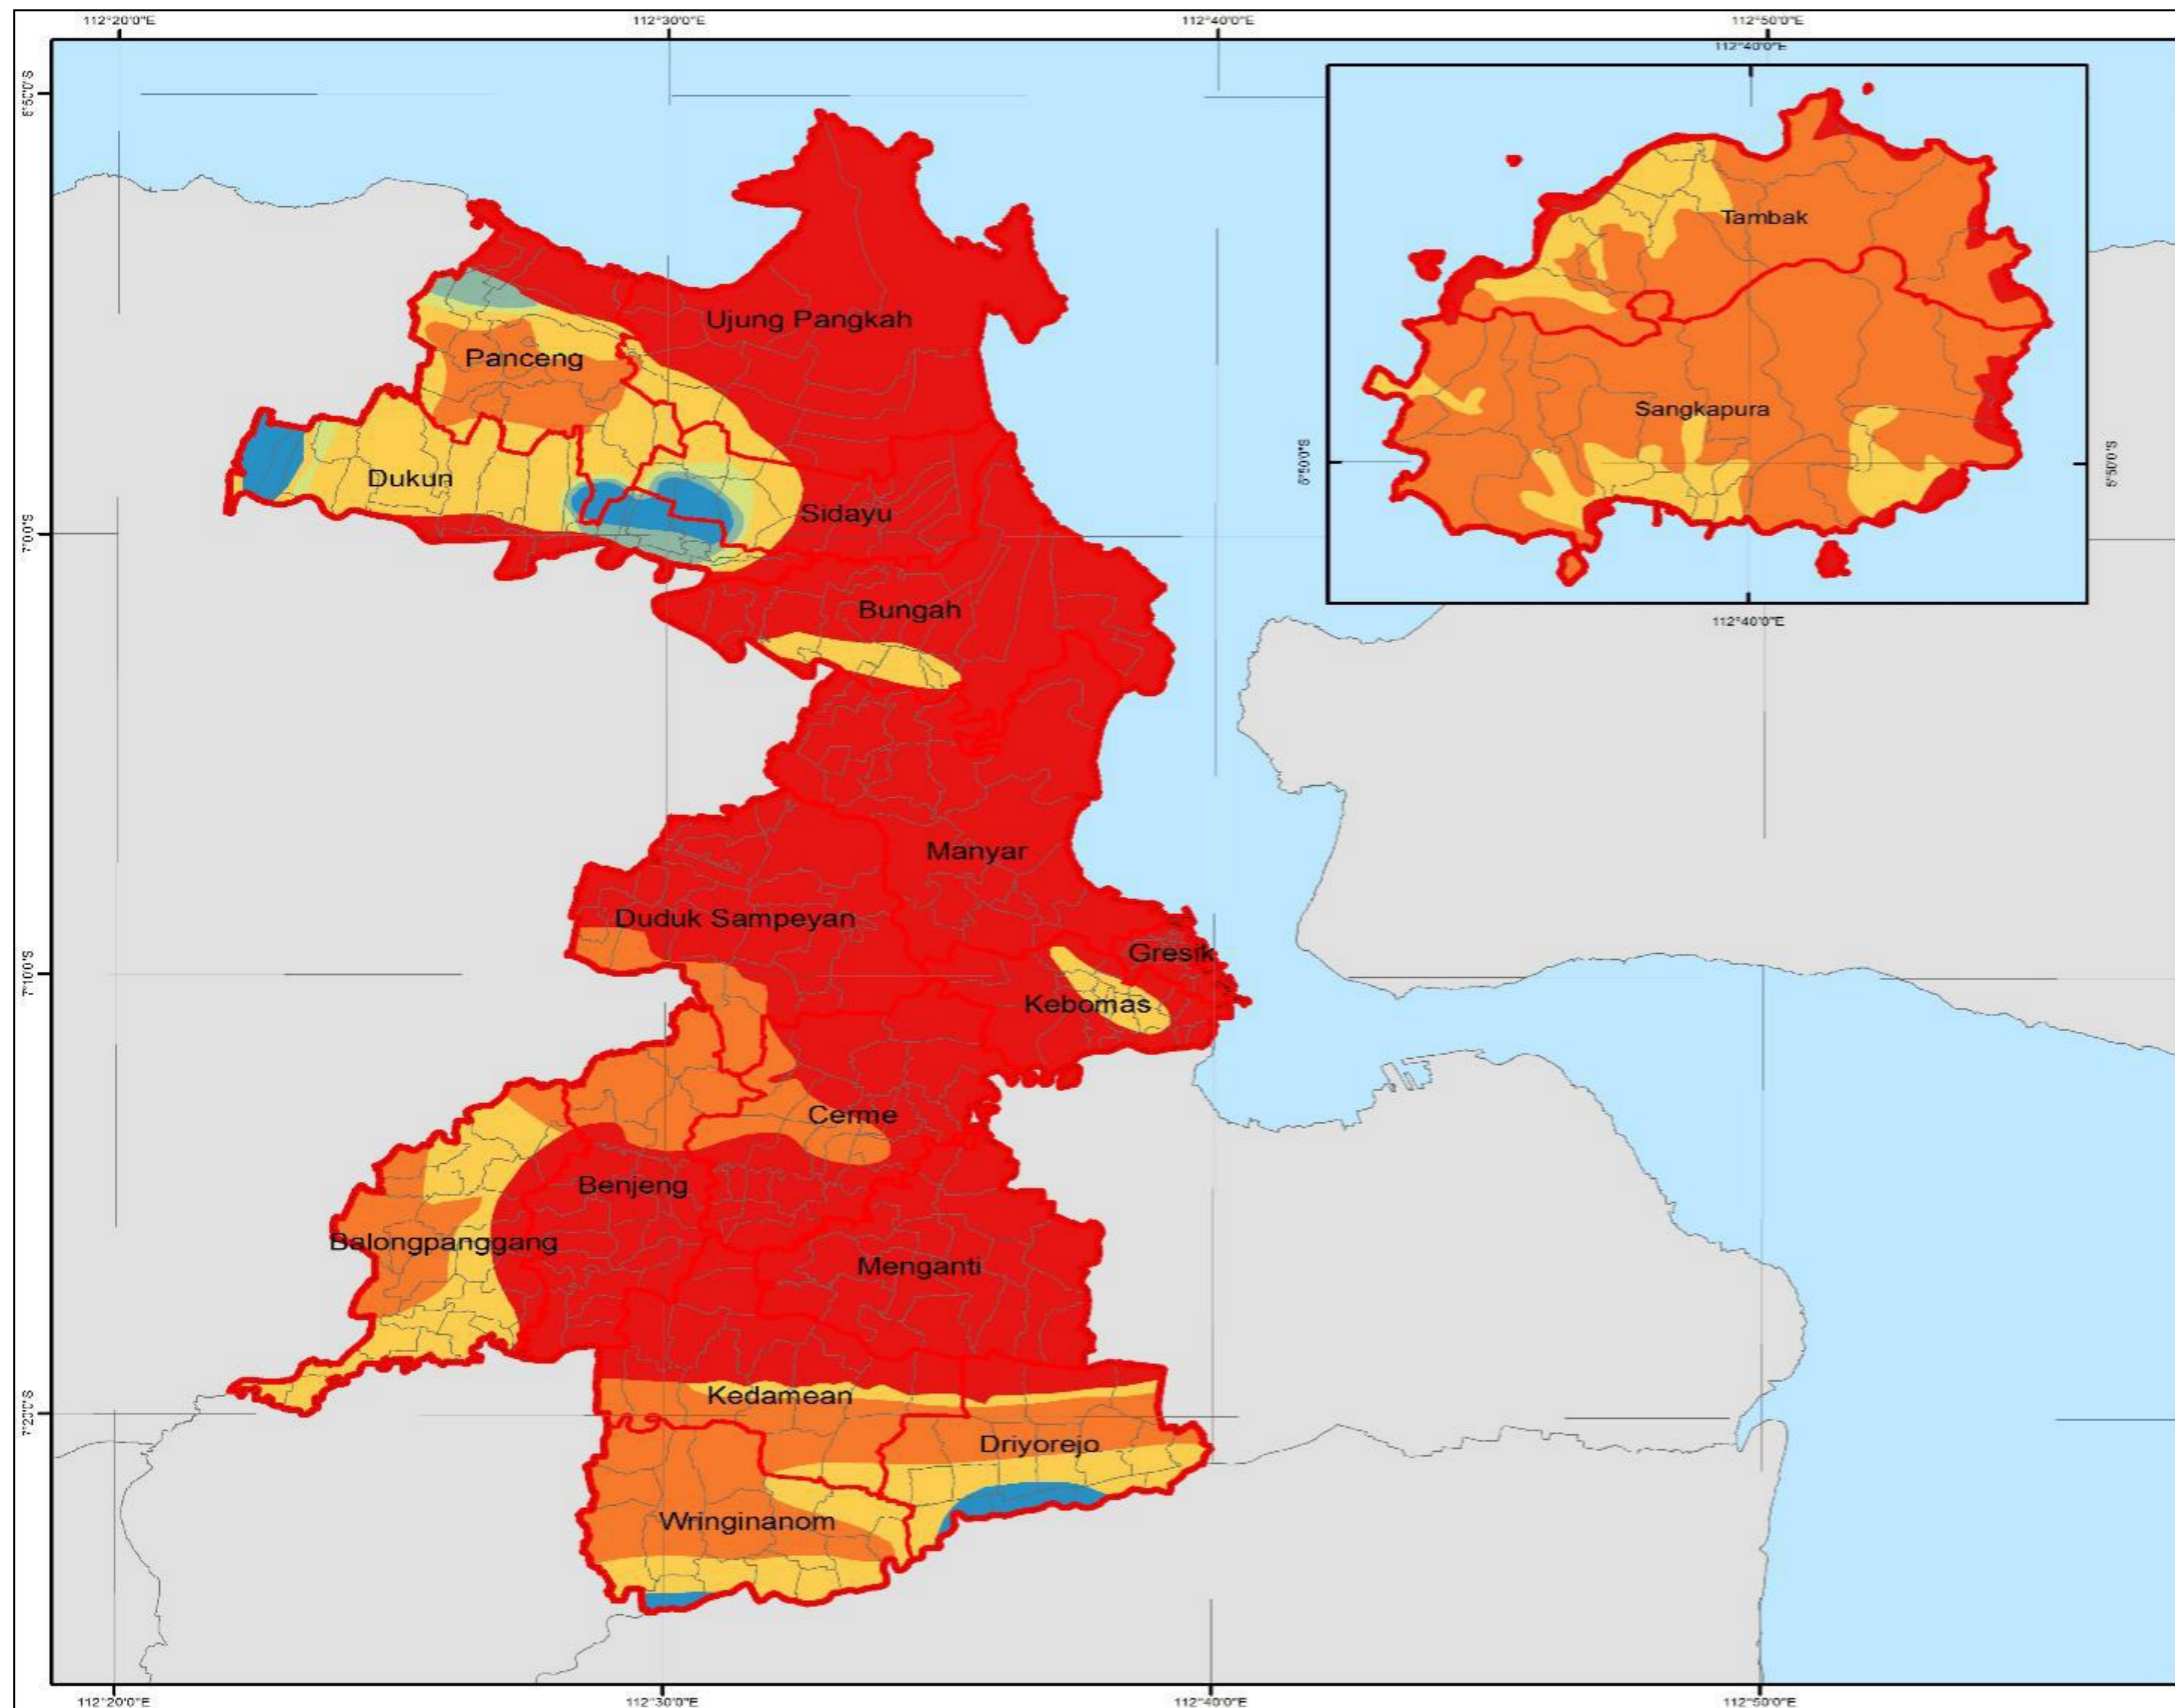 112°20'0"E
112°30'0"E
112°40'0"E
112°50'0"E
112°40'0"E
6°50'0"S
Tambak
Ujung Pangkah
Panceng
Sangkapura
5°50'0"S
5°50'0"S
Dukun
Sidayu
7°0'0"S
Bungah
112°40'0"E
Manyar
Duduk Sampeyan
Gresik
7°10'0"S
Kebomas
Cerme
Benjeng
Balongpanggang
Menganti
Kedamean
7°20'0"S
Driyorejo
Wringinanom
112°20'0"E
112°30'0"E
112°40'0"E
112°50'0"E